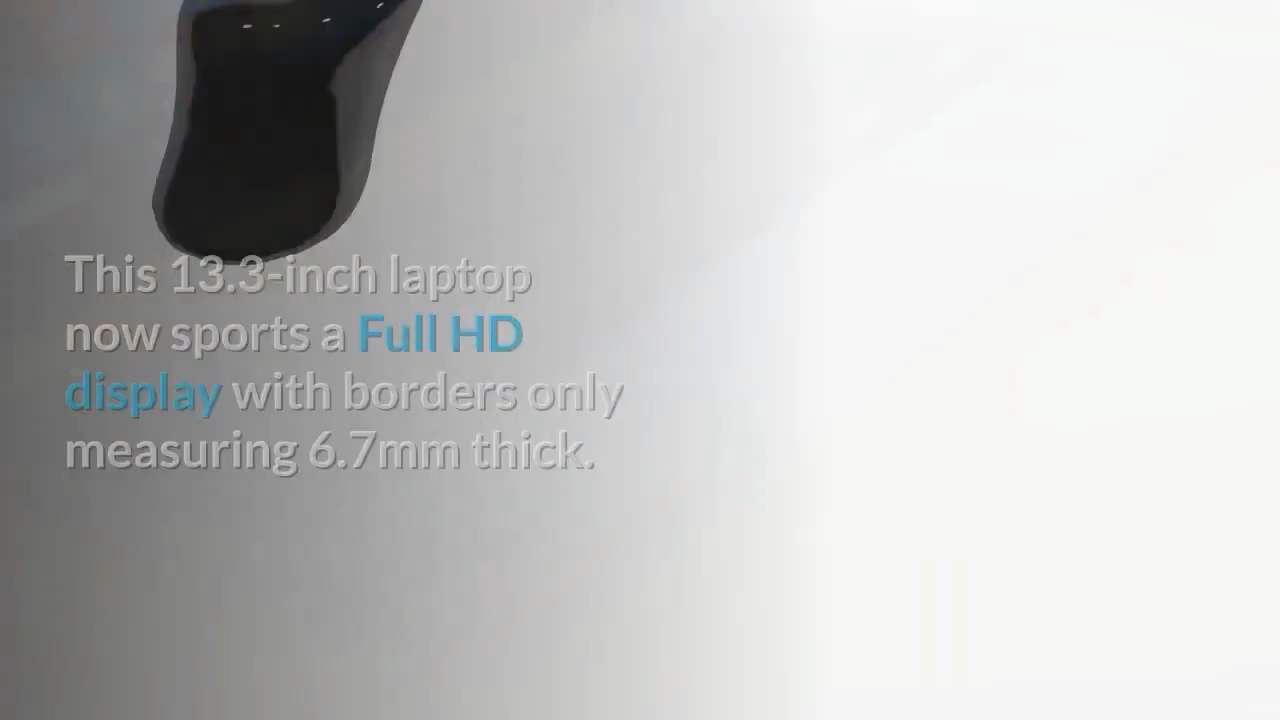 This 13.3-inch laptop
now sports a Full HD
display with borders only
measuring 6.7mm thick.